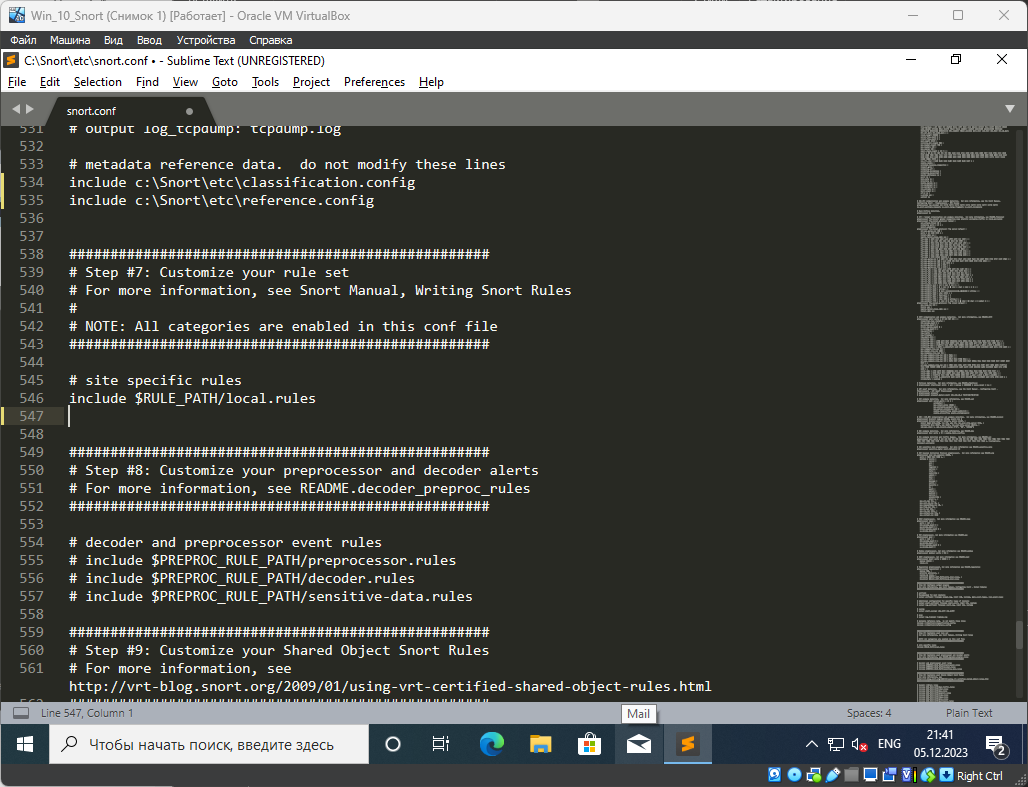 Win_10_Snort (Снимок 1) [Работает] - Oracle VM VirtualBox
Файл Машина Вид Ввод Устройства Справка
C:\Snort\etc\snort.conf • - Sublime Text (UNREGISTERED)
File Edit Selection Find View Goto Tools Project Preferences Help
snort.conf
531 # output log_tcpdump: tcpdump.log
532
533 # metadata reference data.  do not modify these lines
534 include c:\Snort\etc\classification.config
535 include c:\Snort\etc\reference.config
536
537
538 ###################################################
539 # Step #7: Customize your rule set
540 # For more information, see Snort Manual, Writing Snort Rules
541 #
542 # NOTE: All categories are enabled in this conf file
543 ###################################################
544
545 # site specific rules
546 include $RULE_PATH/local.rules
547
548
549 ###################################################
550 # Step #8: Customize your preprocessor and decoder alerts
551 # For more information, see README.decoder_preproc_rules
552 ###################################################
553
554 # decoder and preprocessor event rules
555 # include $PREPROC_RULE_PATH/preprocessor.rules
556 # include $PREPROC_RULE_PATH/decoder.rules
557 # include $PREPROC_RULE_PATH/sensitive-data.rules
558
559 ###################################################
560 # Step #9: Customize your Shared Object Snort Rules
561 # For more information, see
http://vrt-blog.snort.org/2009/01/using-vrt-certified-shared-object-rules.html
562 ###################################################
Line 547, Column 1
Mail
Spaces: 4
Plain Text
Чтобы начать поиск, введите здесь
ENG
21:41
05.12.2023
2
Right Ctrl